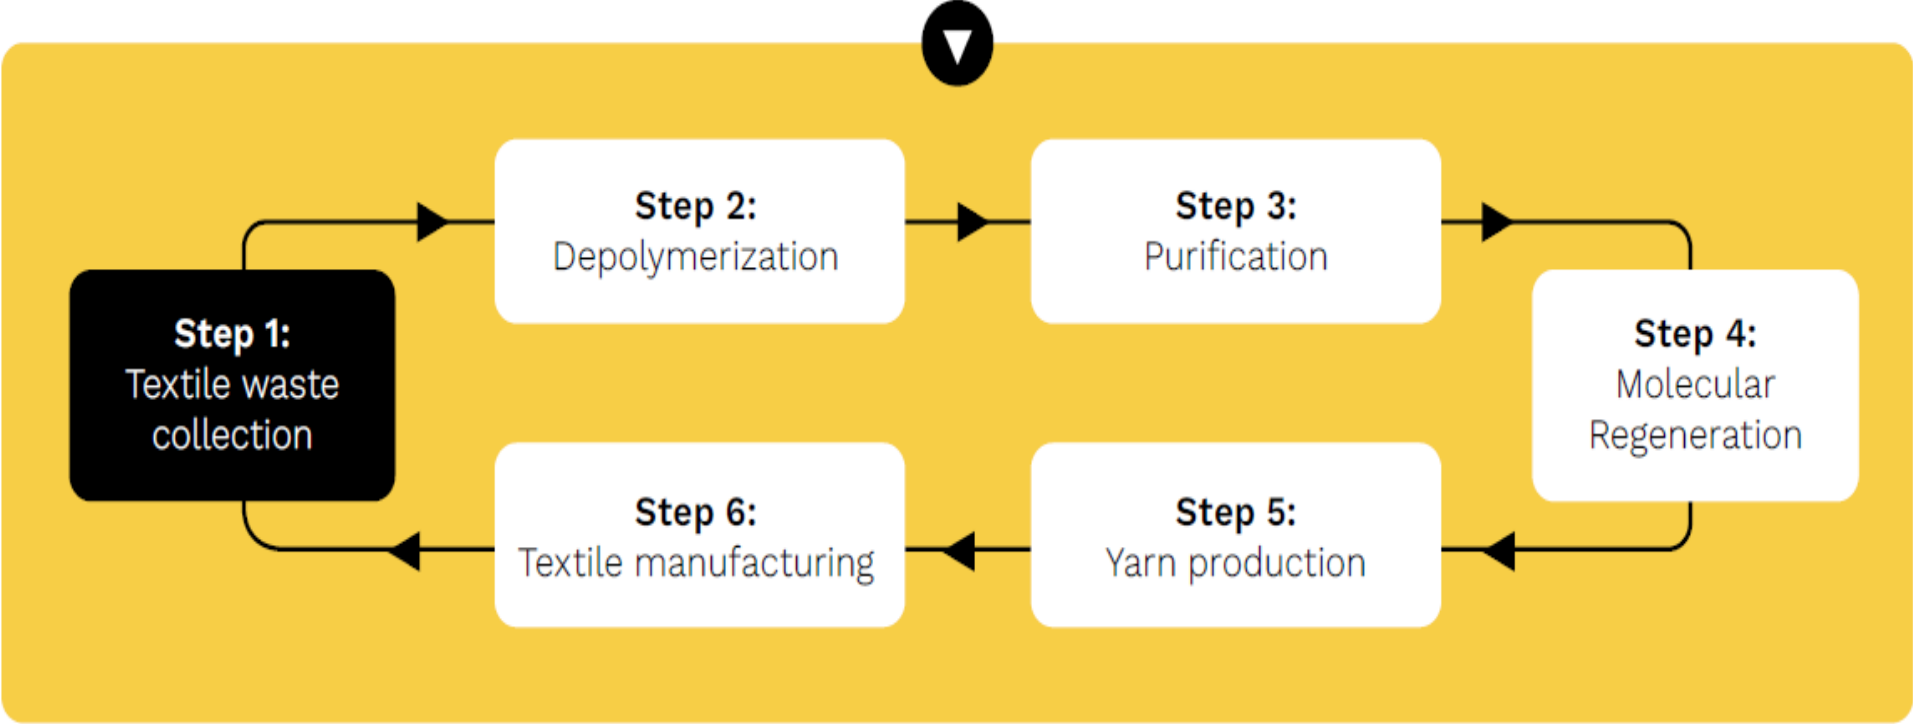 Step 1:
Textile waste
collection
Step 2:
Depolymerization
Step 3:
Purification
Step 4:
Molecular
Regeneration
Step 5:
Yarn production
Step 6:
Textile manufacturing